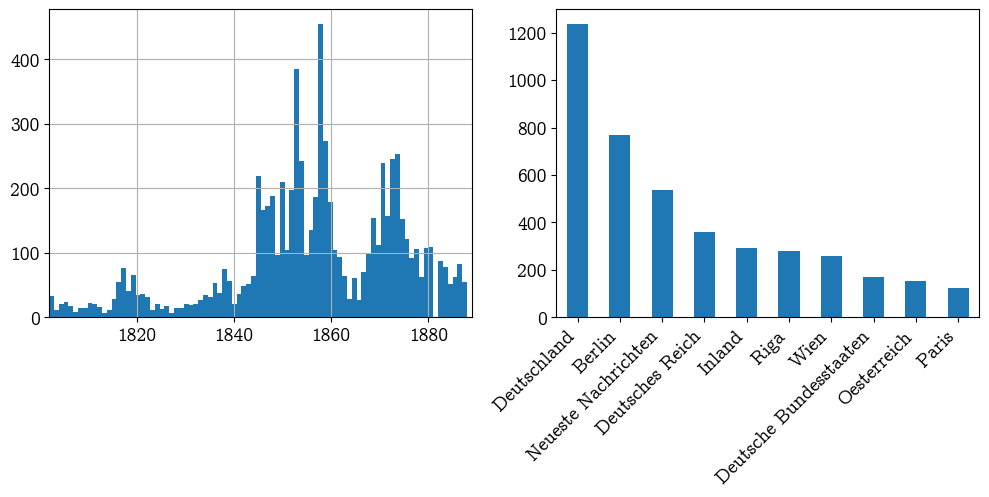 400
300
200
100
0
1820 1840 1860 1880
1200
1000
800
600
400
200
0
Deutschland
Berlin
Neueste Nachrichten
Deutsches Reich
Inland
Riga
Wien
Deutsche Bundesstaaten
Oesterreich
Paris